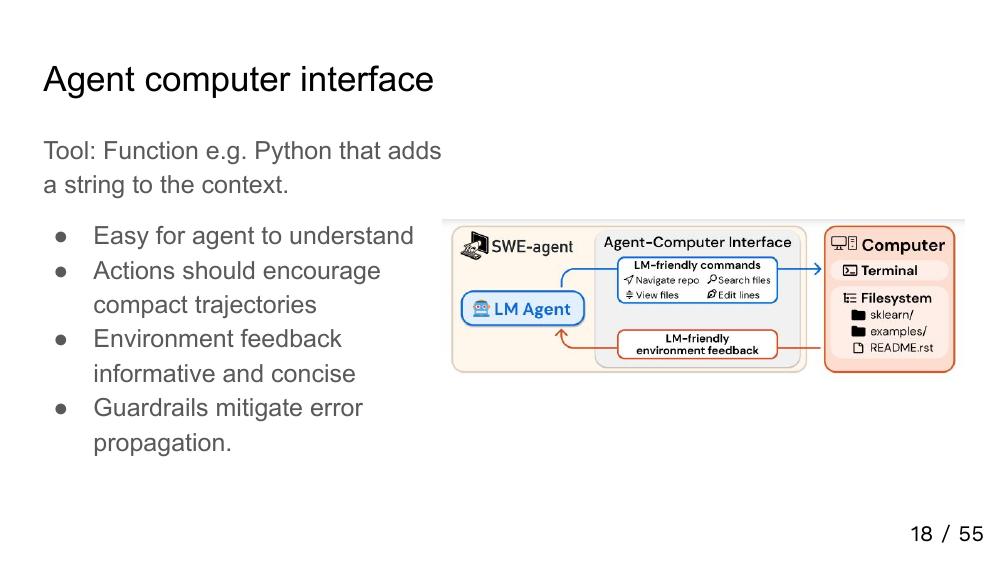 Agent computer interface
Tool: Function e.g. Python that adds
a string to the context.
● Easy for agent to understand
● Actions should encourage
compact trajectories
● Environment feedback
informative and concise
● Guardrails mitigate error
propagation.
SWE-agent
LM Agent
Agent-Computer Interface
LM-friendly commands
Navigate repo Search files
View files Edit lines
LM-friendly
environment feedback
Computer
Terminal
Filesystem
sklearn/
examples/
README.rst
18 / 55